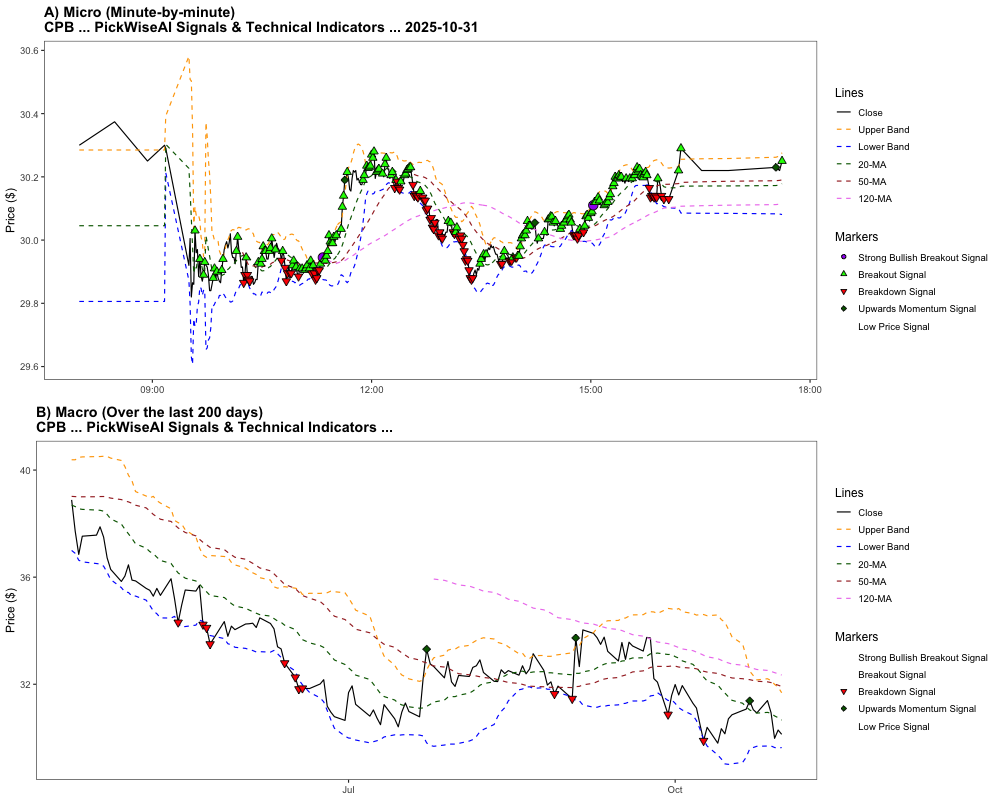 A) Micro (Minute-by-minute)
CPB ... PickWiseAI Signals & Technical Indicators ... 2025-10-31
30.6
30.4
30.2
30.0
29.8
29.6
Price ($)
09:00
12:00
15:00
18:00
Lines
Close
Upper Band
Lower Band
20-MA
50-MA
120-MA
Markers
Strong Bullish Breakout Signal
Breakout Signal
Breakdown Signal
Upwards Momentum Signal
Low Price Signal
B) Macro (Over the last 200 days)
CPB ... PickWiseAI Signals & Technical Indicators ...
40
36
32
Price ($)
Jul
Oct
Lines
Close
Upper Band
Lower Band
20-MA
50-MA
120-MA
Markers
Strong Bullish Breakout Signal
Breakout Signal
Breakdown Signal
Upwards Momentum Signal
Low Price Signal